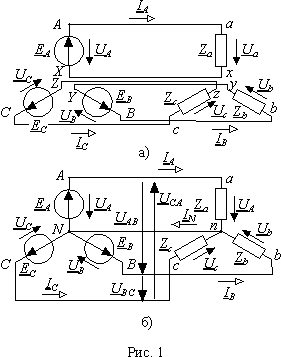 I_A
A a
E_A U_A Z_a U_a
X x
U_C Z Y E_B Z_c z y U_b
C E_C U_B B c U_c Z_b b
I_C I_B
а)
I_A
A a
E_A U_A U_AB U_CA I_N Z_a U_A
U_C N n U_b
C E_C U_B E_B B Z_c c U_c Z_b b
I_C U_BC I_B
б)
Рис. 1